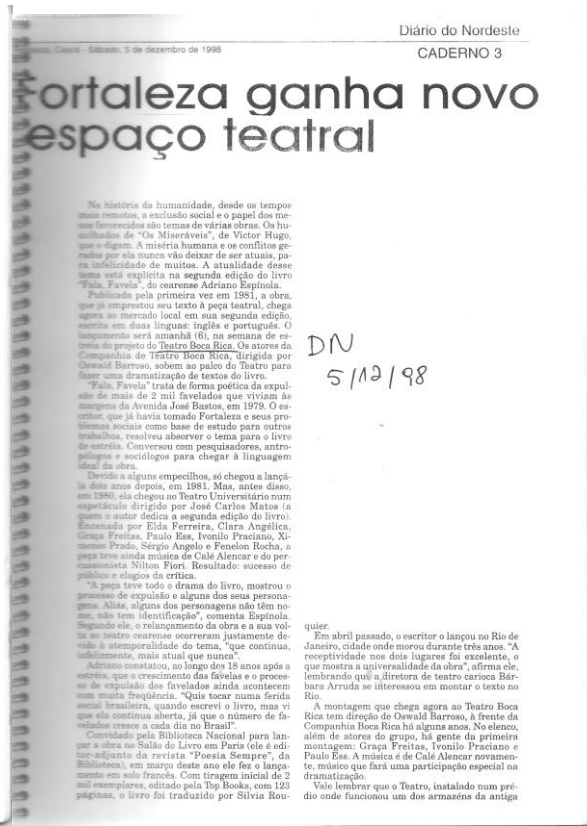 Diário do Nordeste
Ceará - Sábado, 5 de dezembro de 1998
CADERNO 3
Fortaleza ganha novo
espaço teatral
Na história da humanidade, desde os tempos
mais remotos, a exclusão social e o papel dos me-
nos favorecidos são temas de várias obras. Os hu-
milhados de "Os Miseráveis", de Victor Hugo,
que o digam. A miséria humana e os conflitos ge-
rados por ela nunca vão deixar de ser atuais, pa-
ra infelicidade de muitos. A atualidade desse
tema está explícita na segunda edição do livro
"Fala, Favela", do cearense Adriano Espínola.
Publicada pela primeira vez em 1981, a obra,
que já emprestou seu texto à peça teatral, chega
agora ao mercado local em sua segunda edição,
escrita em duas línguas: inglês e português. O
lançamento será amanhã (6), na semana de es-
tréia do projeto do Teatro Boca Rica. Os atores da
Companhia de Teatro Boca Rica, dirigida por
Oswald Barroso, sobem ao palco do Teatro para
fazer uma dramatização de textos do livro.
"Fala, Favela" trata de forma poética da expul-
são de mais de 2 mil favelados que viviam às
margens da Avenida José Bastos, em 1979. O es-
critor, que já havia tomado Fortaleza e seus pro-
blemas sociais como base de estudo para outros
trabalhos, resolveu absorver o tema para o livro
de estréia. Conversou com pesquisadores, antro-
pólogos e sociólogos para chegar à linguagem
ideal da obra.
Devido a alguns empecilhos, só chegou a lançá-
la dois anos depois, em 1981. Mas, antes disso,
em 1980, ela chegou ao Teatro Universitário num
espetáculo dirigido por José Carlos Matos (a
quem o autor dedica a segunda edição do livro).
Encenada por Elda Ferreira, Clara Angélica,
Graça Freitas, Paulo Ess, Ivonilo Praciano, Xi-
menes Prado, Sérgio Angelo e Fenelon Rocha, a
peça teve ainda música de Calé Alencar e do per-
cussionista Nilton Fiori. Resultado: sucesso de
público e elogios da crítica.
"A peça teve todo o drama do livro, mostrou o
processo de expulsão e alguns dos seus persona-
gens. Aliás, alguns dos personagens não têm no-
me, não tem identificação", comenta Espínola.
Segundo ele, o relançamento da obra e a sua vol-
ta ao teatro cearense ocorreram justamente de-
vido à atemporalidade do tema, "que continua,
infelizmente, mais atual que nunca".
Adriano constatou, ao longo dos 18 anos após a
estréia, que o crescimento das favelas e o proces-
so de expulsão dos favelados ainda acontecem
com muita freqüência. "Quis tocar numa ferida
social brasileira, quando escrevi o livro, mas vi
que ela continua aberta, já que o número de fa-
velados cresce a cada dia no Brasil".
Convidado pela Biblioteca Nacional para lan-
çar a obra no Salão do Livro em Paris (ele é edi-
tor-adjunto da revista "Poesia Sempre", da
Biblioteca), em março deste ano ele fez o lança-
mento em solo francês. Com tiragem inicial de 2
mil exemplares, editado pela Top Books, com 123
páginas, o livro foi traduzido por Silvia Rou-
DN
5/12/98
quier.
Em abril passado, o escritor o lançou no Rio de
Janeiro, cidade onde morou durante três anos. "A
receptividade nos dois lugares foi excelente, o
que mostra a universalidade da obra", afirma ele,
lembrando que a diretora de teatro carioca Bár-
bara Arruda se interessou em montar o texto no
Rio.
A montagem que chega agora ao Teatro Boca
Rica tem direção de Oswald Barroso, à frente da
Companhia Boca Rica há alguns anos. No elenco,
além de atores do grupo, há gente da primeira
montagem: Graça Freitas, Ivonilo Praciano e
Paulo Ess. A música é de Calé Alencar novamen-
te, músico que fará uma participação especial na
dramatização.
Vale lembrar que o Teatro, instalado num pré-
dio onde funcionou um dos armazéns da antiga